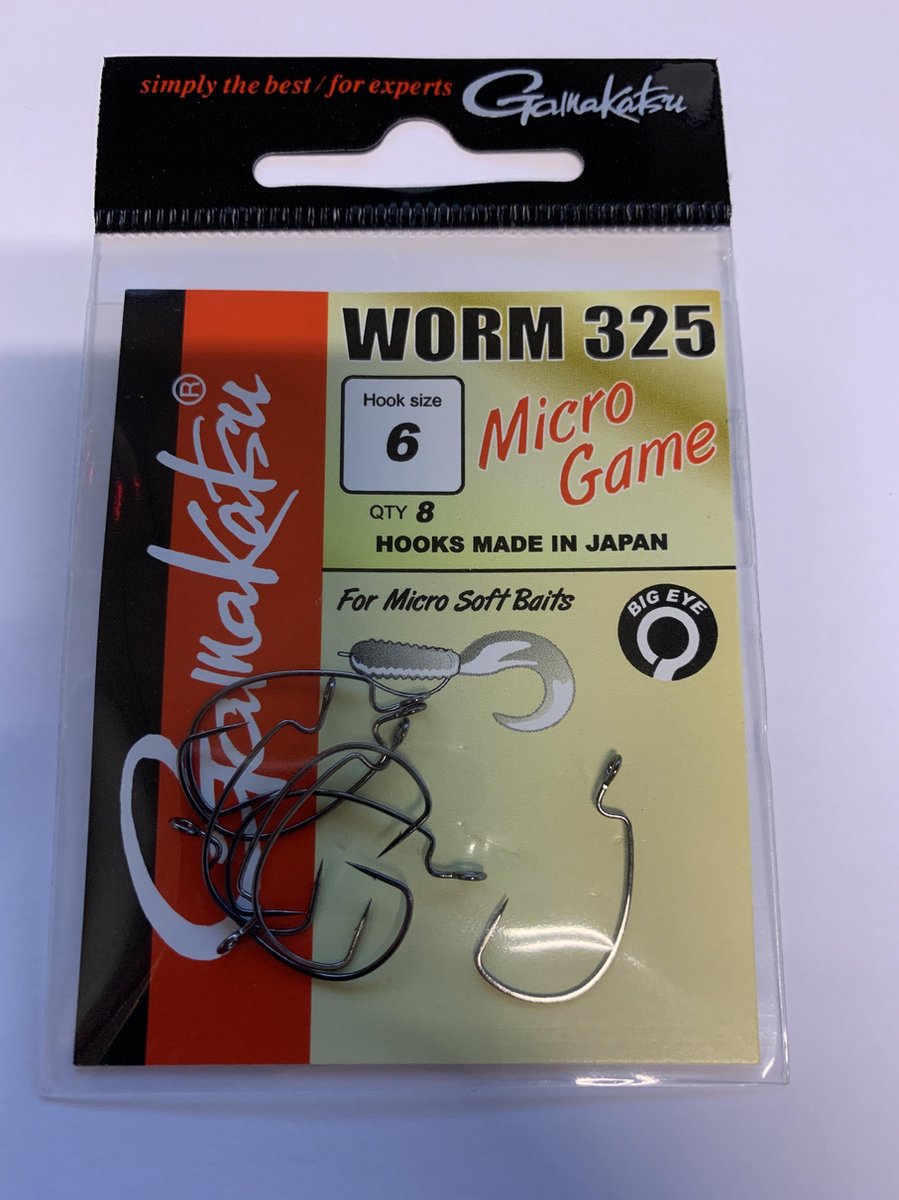 simply the best / for experts Gamakatsu
WORM 325
Hook size
6
Micro
Game
QTY 8
HOOKS MADE IN JAPAN
For Micro Soft Baits
BIG EYE
Gamakatsu®